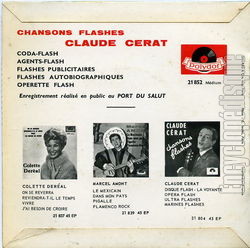 CHANSONS FLASHES
CLAUDE CERAT
Polydor
CODA-FLASH
AGENTS-FLASH
FLASHES PUBLICITAIRES
FLASHES AUTOBIOGRAPHIQUES
OPERETTE FLASH
21 852 Médium
Enregistrement réalisé en public au PORT DU SALUT
Colette
Deréal
CLAUDE
CÉRAT
chansons
flashes
COLETTE DERÉAL
ON SE REVERRA
REVIENDRA-T-IL LE TEMPS
VIVRE
J'AI BESOIN DE CROIRE
21 807 45 EP
MARCEL AMONT
LE MEXICAIN
DANS MON PAYS
PIGALLE
FLAMENCO ROCK
21 839 45 EP
CLAUDE CERAT
DISQUE FLASH - LA VOYANTE
OPERA FLASH
ULTRA FLASHES
MARINES FLASHES
21 804 45 EP